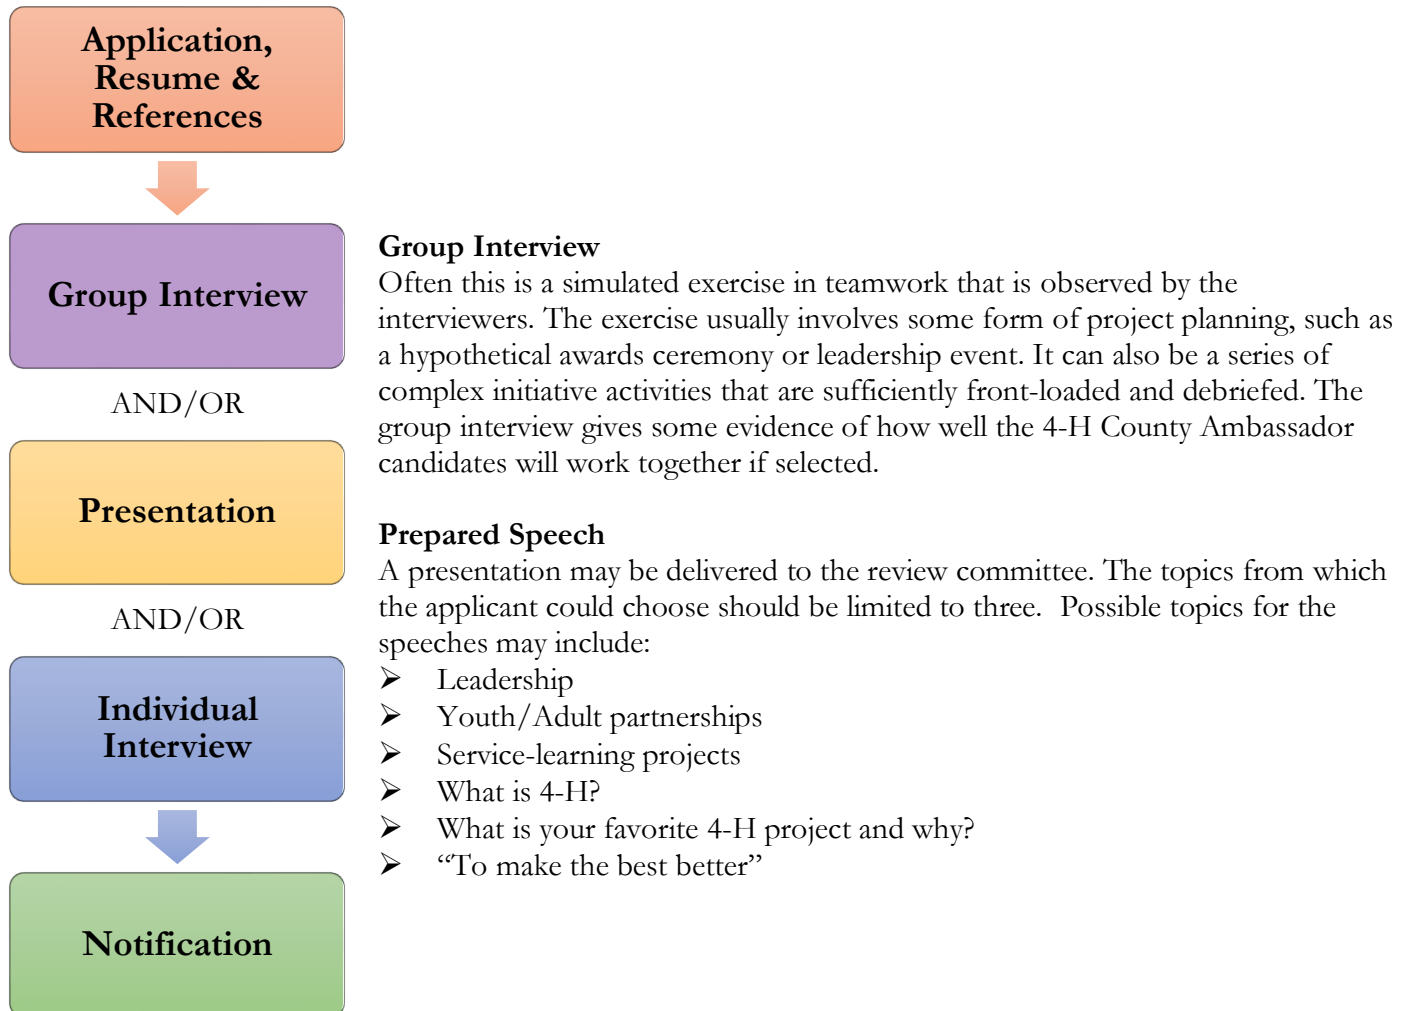 Application,
Resume &
References
Group Interview
AND/OR
Presentation
AND/OR
Individual
Interview
Notification
Group Interview
Often this is a simulated exercise in teamwork that is observed by the
interviewers. The exercise usually involves some form of project planning, such as
a hypothetical awards ceremony or leadership event. It can also be a series of
complex initiative activities that are sufficiently front-loaded and debriefed. The
group interview gives some evidence of how well the 4-H County Ambassador
candidates will work together if selected.
Prepared Speech
A presentation may be delivered to the review committee. The topics from which
the applicant could choose should be limited to three.  Possible topics for the
speeches may include:
➢ Leadership
➢ Youth/Adult partnerships
➢ Service-learning projects
➢ What is 4-H?
➢ What is your favorite 4-H project and why?
➢ “To make the best better”